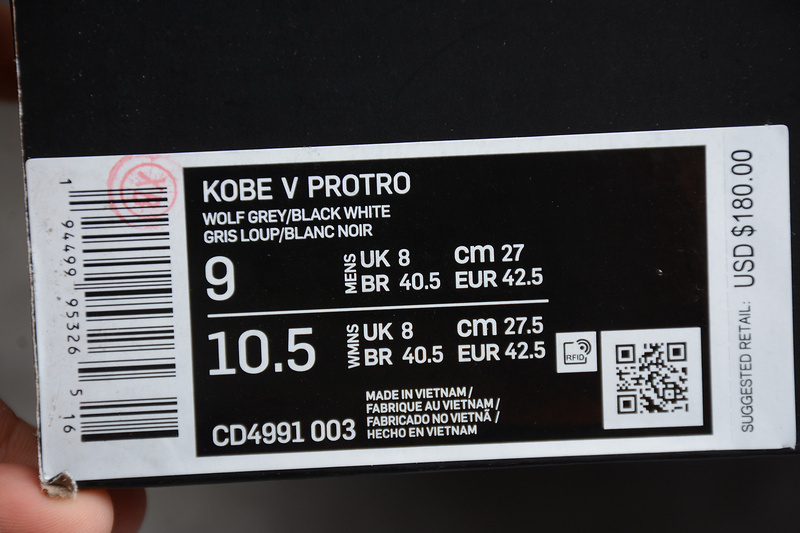 KOBE V PROTRO
WOLF GREY/BLACK WHITE
GRIS LOUP/BLANC NOIR
9
MENS
UK 8
cm 27
BR 40.5
EUR 42.5
10.5
WMNS
UK 8
cm 27.5
BR 40.5
EUR 42.5
RFID
CD4991 003
MADE IN VIETNAM /
FABRIQUE AU VIETNAM /
FABRICADO NO VIETNÃ /
HECHO EN VIETNAM
1 94499 95326 5 16
SUGGESTED RETAIL: USD $180.00